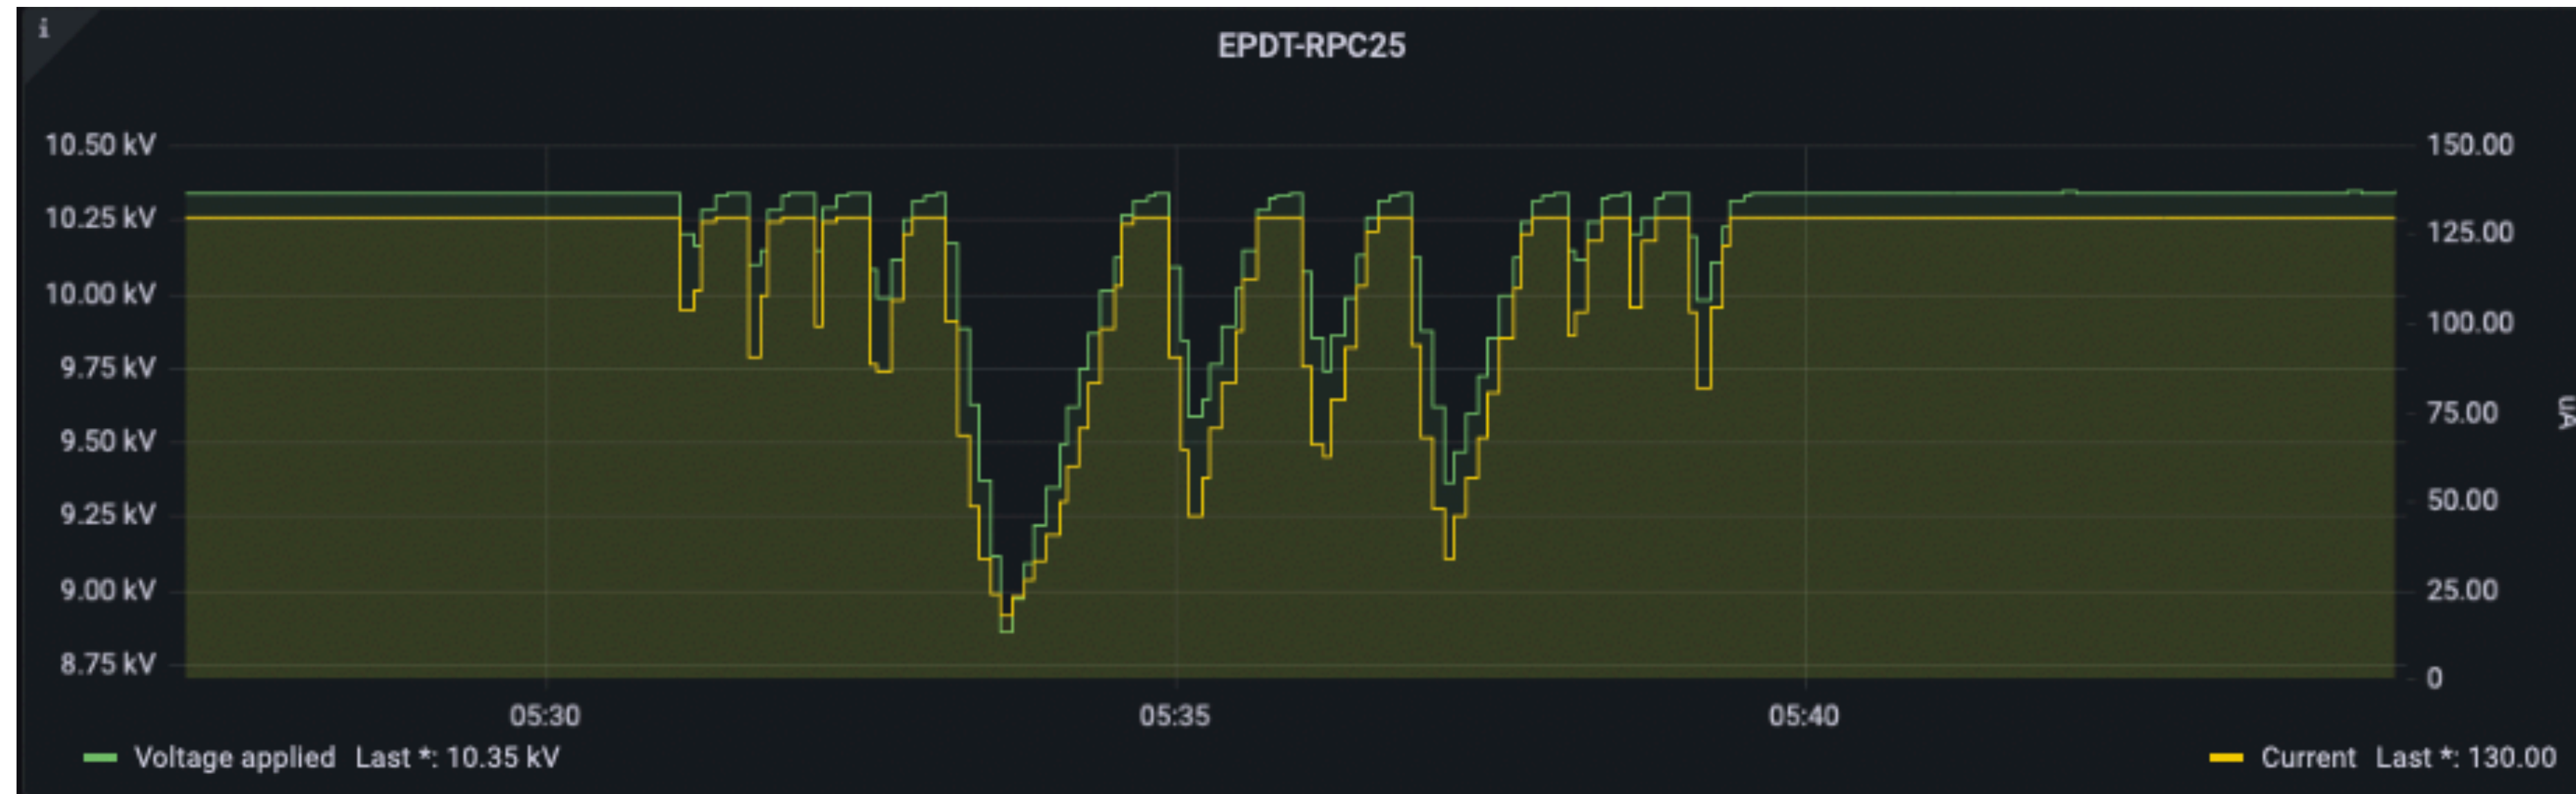 i
EPDT-RPC25
10.50 kV
10.25 kV
10.00 kV
9.75 kV
9.50 kV
9.25 kV
9.00 kV
8.75 kV
150.00
125.00
100.00
75.00
50.00
25.00
0
uA
05:30 05:35 05:40
Voltage applied Last *: 10.35 kV
Current Last *: 130.00